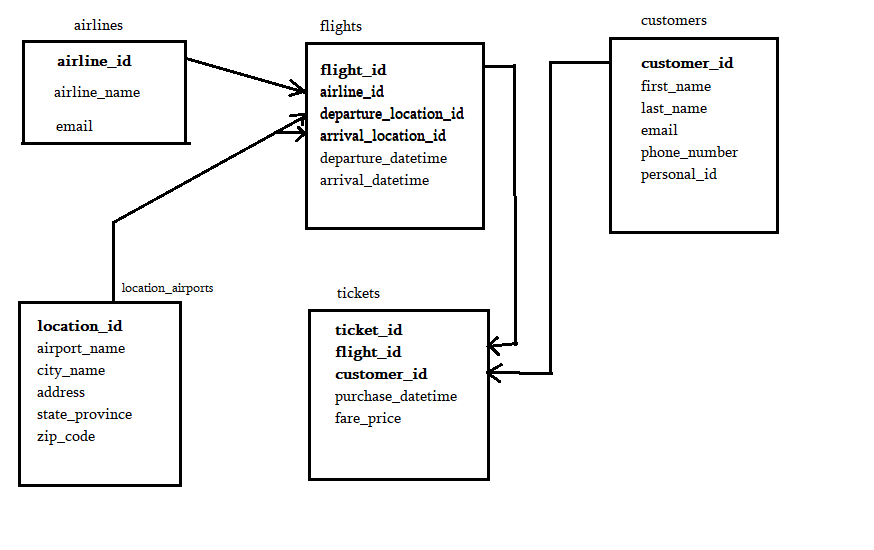 airlines
airline_id
airline_name
email
flights
flight_id
airline_id
departure_location_id
arrival_location_id
departure_datetime
arrival_datetime
customers
customer_id
first_name
last_name
email
phone_number
personal_id
location_airports
location_id
airport_name
city_name
address
state_province
zip_code
tickets
ticket_id
flight_id
customer_id
purchase_datetime
fare_price